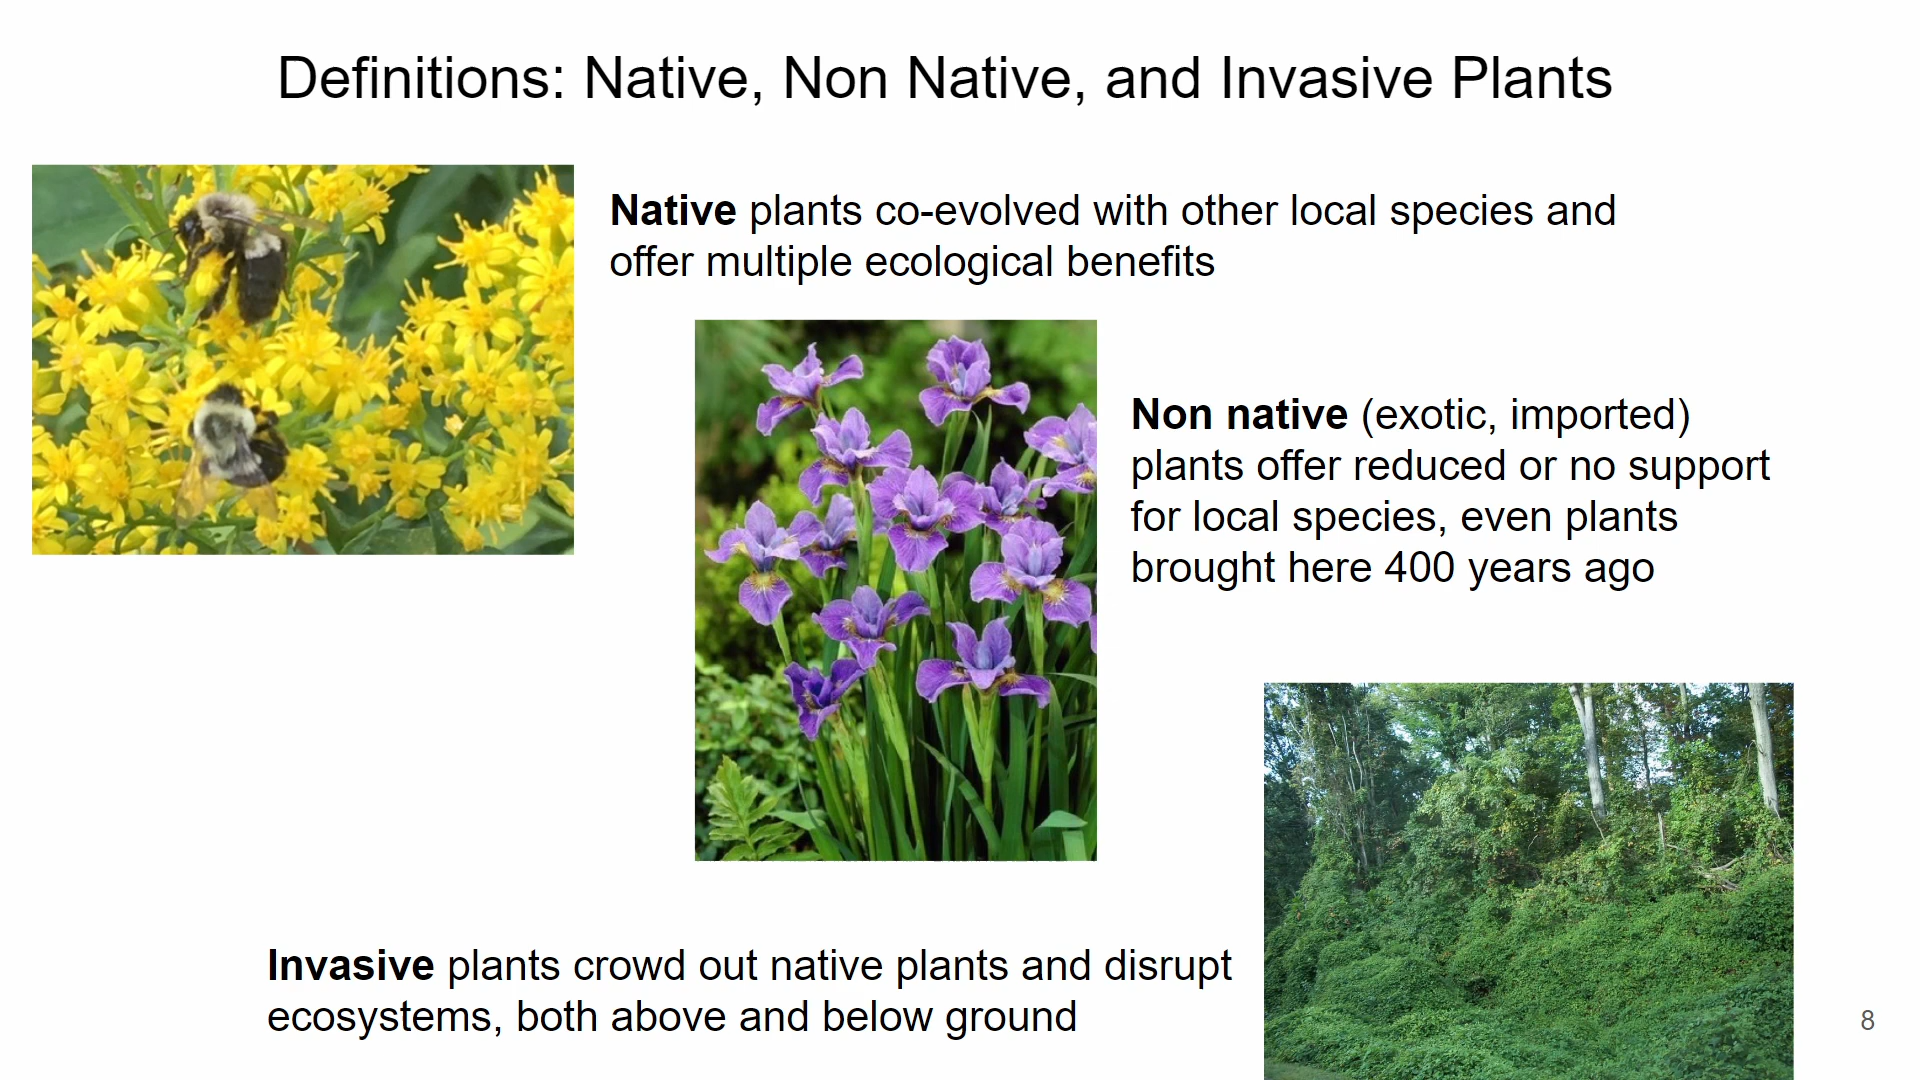 Definitions: Native, Non Native, and Invasive Plants
Native plants co-evolved with other local species and
offer multiple ecological benefits
Non native (exotic, imported)
plants offer reduced or no support
for local species, even plants
brought here 400 years ago
Invasive plants crowd out native plants and disrupt
ecosystems, both above and below ground
8